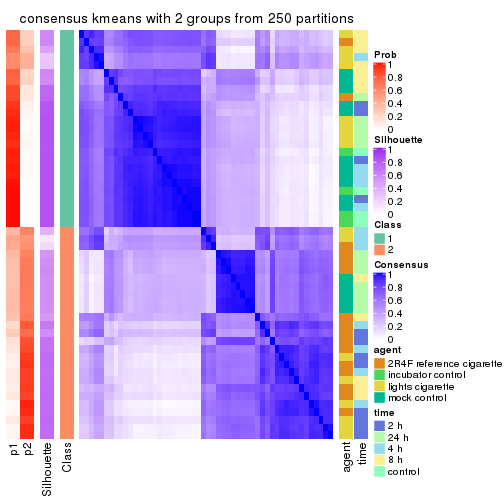 consensus kmeans with 2 groups from 250 partitions
Prob
1
0.8
0.6
0.4
0.2
0
Silhouette
1
0.8
0.6
0.4
0.2
0
Class
1
2
Consensus
1
0.8
0.6
0.4
0.2
0
agent
2R4F reference cigarette
incubator control
lights cigarette
mock control
time
2 h
24 h
4 h
8 h
control
p1
p2
Silhouette
Class
agent
time